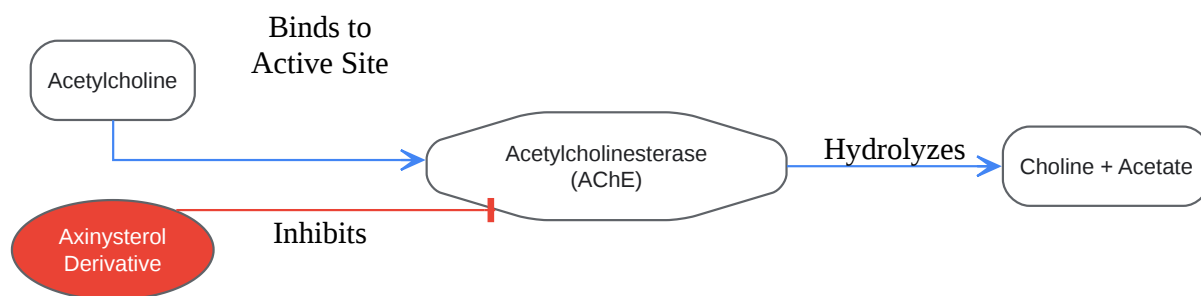 Binds to
Active Site
Acetylcholine
Acetylcholinesterase
(AChE)
Hydrolyzes
Choline + Acetate
Axinysterol
Derivative
Inhibits